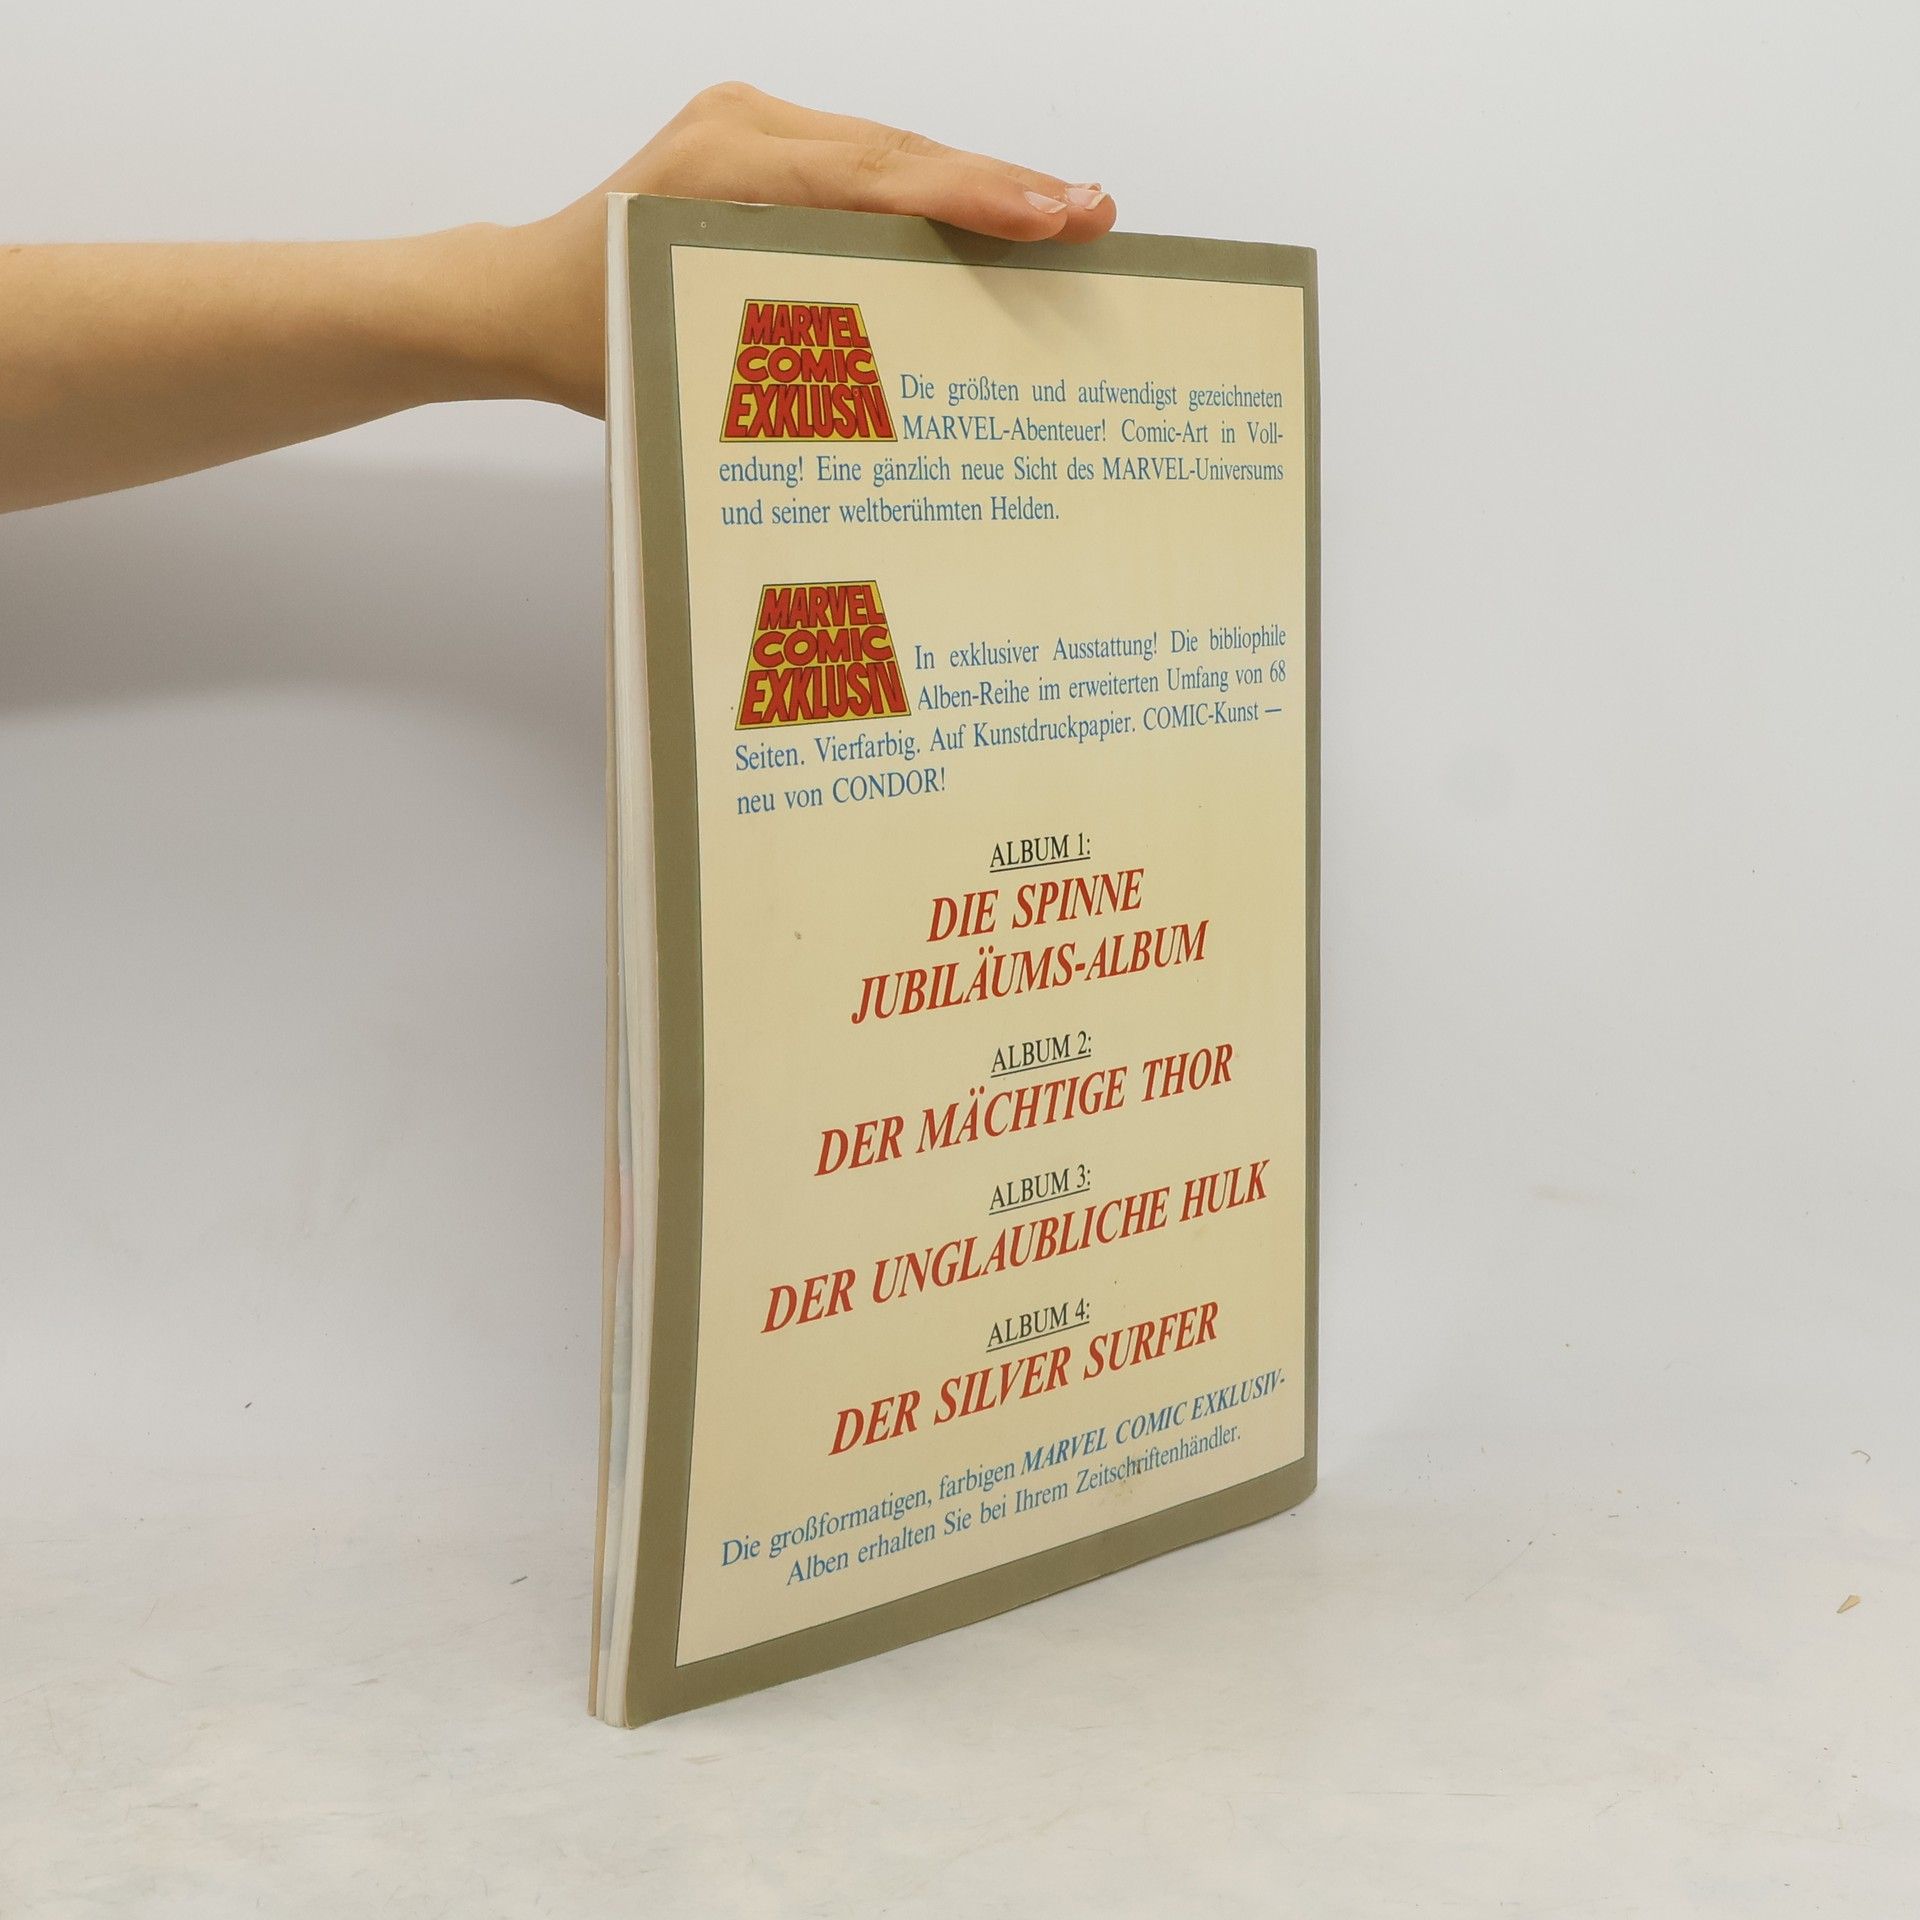 MARVEL
COMIC
EXKLUSIV
Die größten und aufwendigst gezeichneten
MARVEL-Abenteuer! Comic-Art in Voll-
endung! Eine gänzlich neue Sicht des MARVEL-Universums
und seiner weltberühmten Helden.
MARVEL
COMIC
EXKLUSIV
In exklusiver Ausstattung! Die bibliophile
Alben-Reihe im erweiterten Umfang von 68
Seiten. Vierfarbig. Auf Kunstdruckpapier. COMIC-Kunst —
neu von CONDOR!
ALBUM 1:
DIE SPINNE
JUBILÄUMS-ALBUM
ALBUM 2:
DER MÄCHTIGE THOR
ALBUM 3:
DER UNGLAUBLICHE HULK
ALBUM 4:
DER SILVER SURFER
Die großformatigen, farbigen MARVEL COMIC EXKLUSIV-
Alben erhalten Sie bei Ihrem Zeitschriftenhändler.